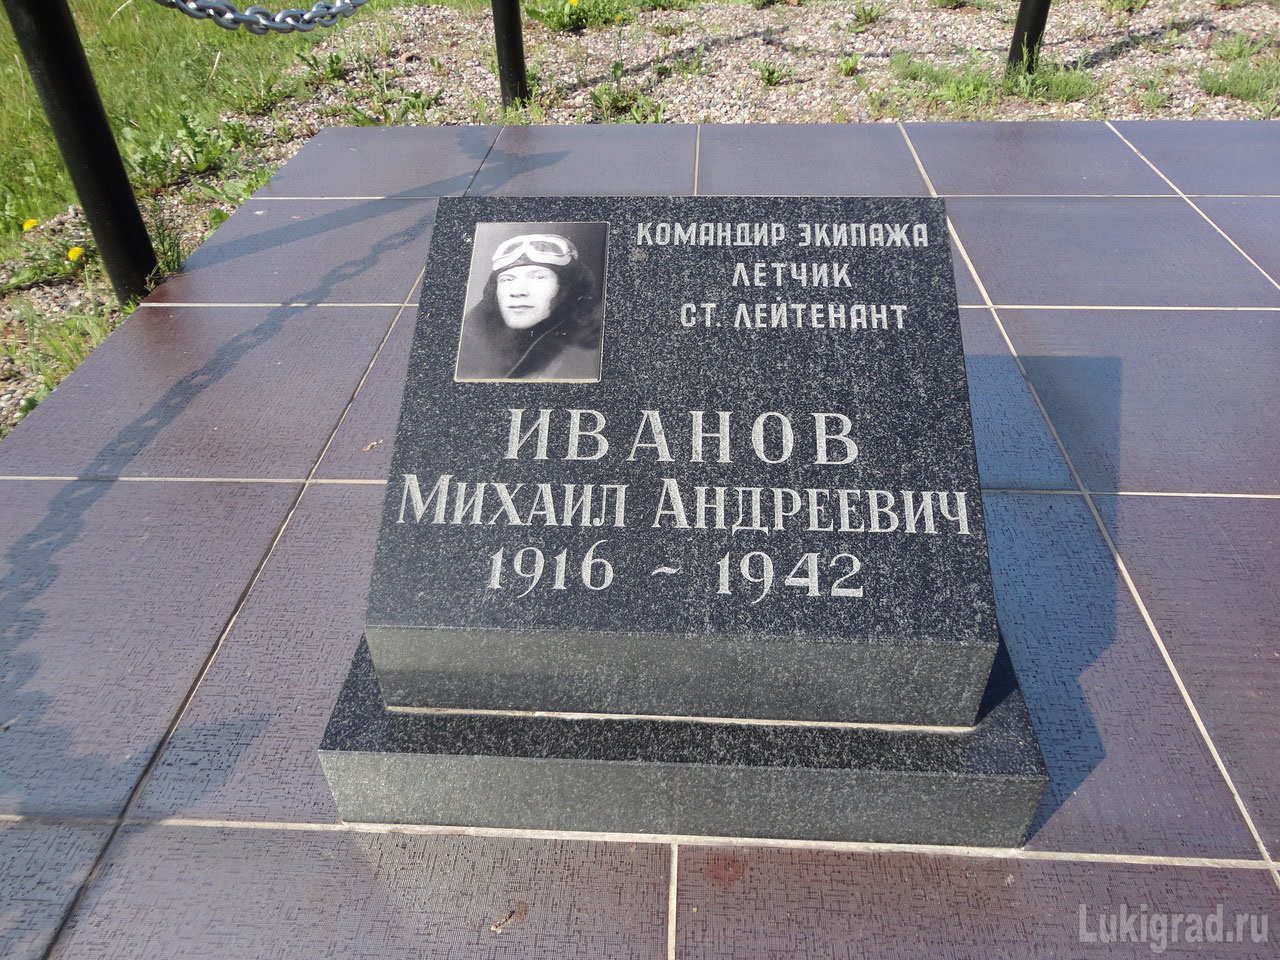 КОМАНДИР ЭКИПАЖА
ЛЕТЧИК
СТ. ЛЕЙТЕНАНТ
ИВАНОВ
МИХАИЛ АНДРЕЕВИЧ
1916 ~ 1942
Lukigrad.ru